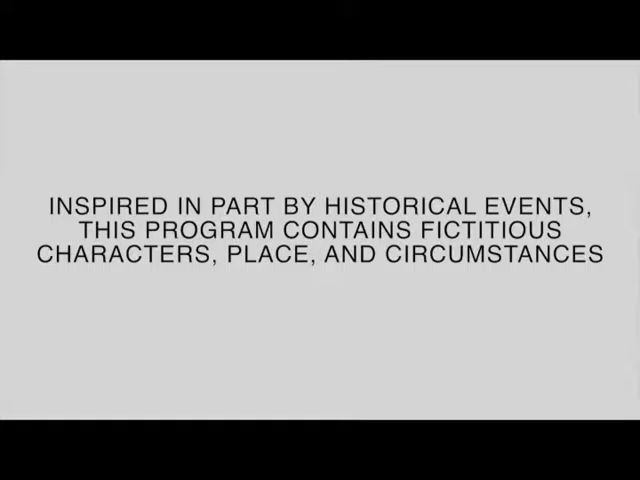 INSPIRED IN PART BY HISTORICAL EVENTS,
THIS PROGRAM CONTAINS FICTITIOUS
CHARACTERS, PLACE, AND CIRCUMSTANCES